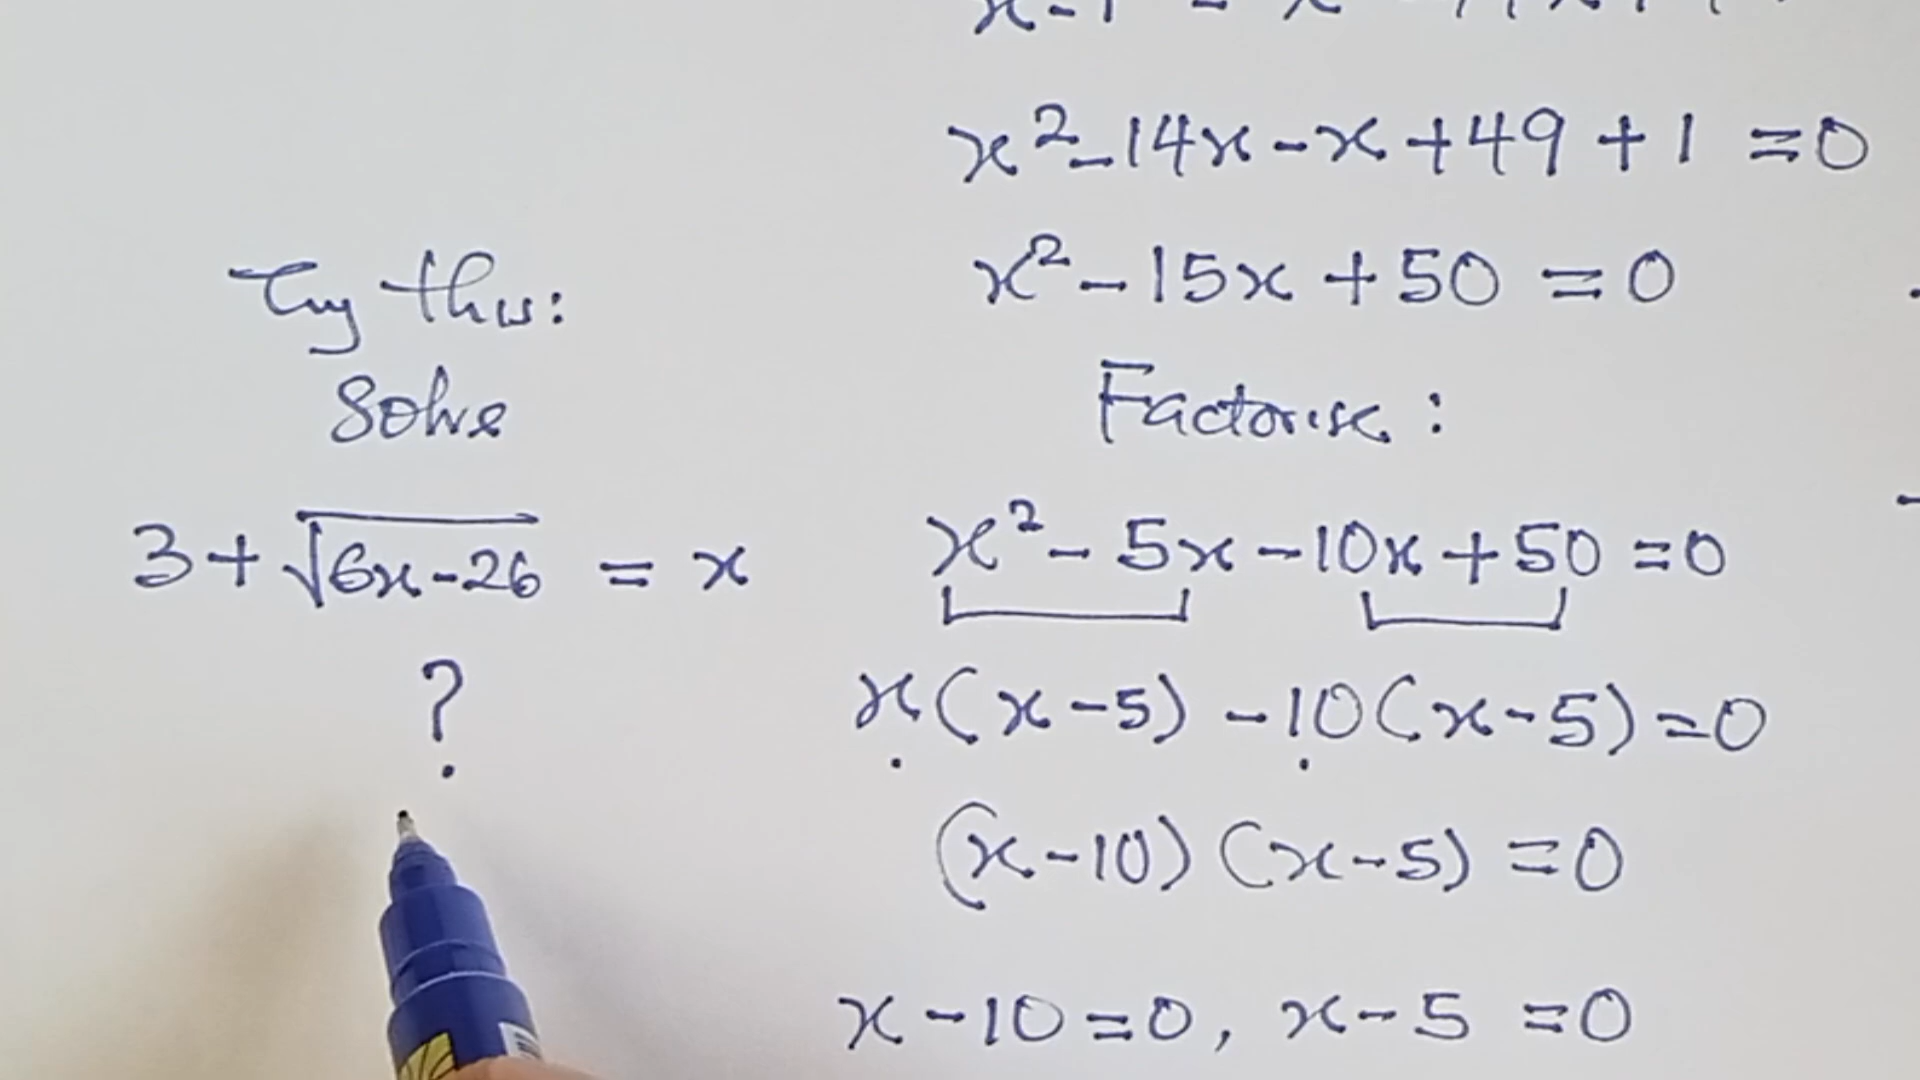 Try this:
Solve
3+√6x-26 = x
?
x²-14x-x+49+1=0
x²-15x+50=0
Factorise:
x²-5x-10x+50=0
x(x-5)-10(x-5)=0
(x-10)(x-5)=0
x-10=0, x-5=0